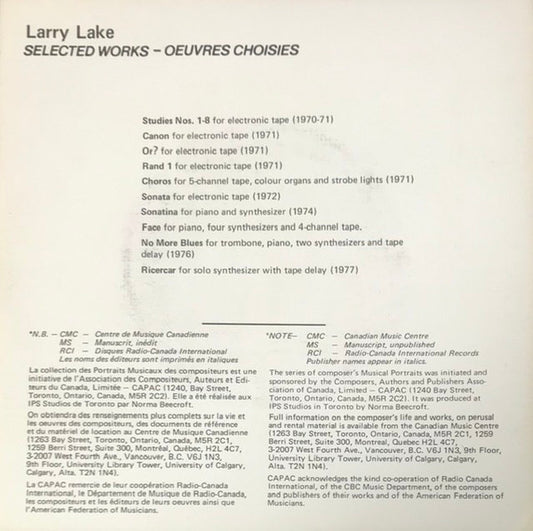 Larry Lake
SELECTED WORKS – OEUVRES CHOISIES
Studies Nos. 1-8 for electronic tape (1970-71)
Canon for electronic tape (1971)
Or? for electronic tape (1971)
Rand 1 for electronic tape (1971)
Choros for 5-channel tape, colour organs and strobe lights (1971)
Sonata for electronic tape (1972)
Sonatina for piano and synthesizer (1974)
Face for piano, four synthesizers and 4-channel tape.
No More Blues for trombone, piano, two synthesizers and tape
delay (1976)
Ricercar for solo synthesizer with tape delay (1977)
*N.B. – CMC – Centre de Musique Canadienne
MS – Manuscrit, inédit
RCI – Disques Radio-Canada International
Les noms des éditeurs sont imprimés en italiques
La collection des Portraits Musicaux des compositeurs est une
initiative de l'Association des Compositeurs, Auteurs et Edi-
teurs du Canada, Limitée – CAPAC (1240, Bay Street,
Toronto, Ontario, Canada, M5R 2C2). Elle a été réalisée aux
IPS Studios de Toronto par Norma Beecroft.
On obtiendra des renseignements plus complets sur la vie et
les oeuvres des compositeurs, des documents de référence
et du matériel de location au Centre de Musique Canadienne
(1263 Bay Street, Toronto, Ontario, Canada, M5R 2C1,
1259 Berri Street, Suite 300, Montréal, Québec, H2L 4C7,
3-2007 West Fourth Ave., Vancouver, B.C. V6J 1N3,
9th Floor, University Library Tower, University of Calgary,
Calgary, Alta. T2N 1N4).
La CAPAC remercie de leur coopération Radio Canada
International, le Département de Musique de Radio-Canada,
les compositeurs et les éditeurs de leurs oeuvres ainsi que
l'American Federation of Musicians.
*NOTE– CMC – Canadian Music Centre
MS – Manuscript, unpublished
RCI – Radio-Canada International Records
Publisher names appear in italics.
The series of composer's Musical Portraits was initiated and
sponsored by the Composers, Authors and Publishers Asso-
ciation of Canada, Limited – CAPAC (1240 Bay Street,
Toronto, Ontario, Canada, M5R 2C2). It was produced at
IPS Studios in Toronto by Norma Beecroft.
Full information on the composer's life and works, on perusal
and rental material is available from the Canadian Music Centre
(1263 Bay Street, Toronto, Ontario, Canada, M5R 2C1, 1259
Berri Street, Suite 300, Montreal, Quebec H2L 4C7,
3-2007 West Fourth Ave., Vancouver, B.C. V6J 1N3, 9th Floor,
University Library Tower, University of Calgary, Calgary,
Alta. T2N 1N4).
CAPAC acknowledges the kind co-operation of Radio Canada
International, of the CBC Music Department, of the composers
and publishers of their works and of the American Federation of
Musicians.